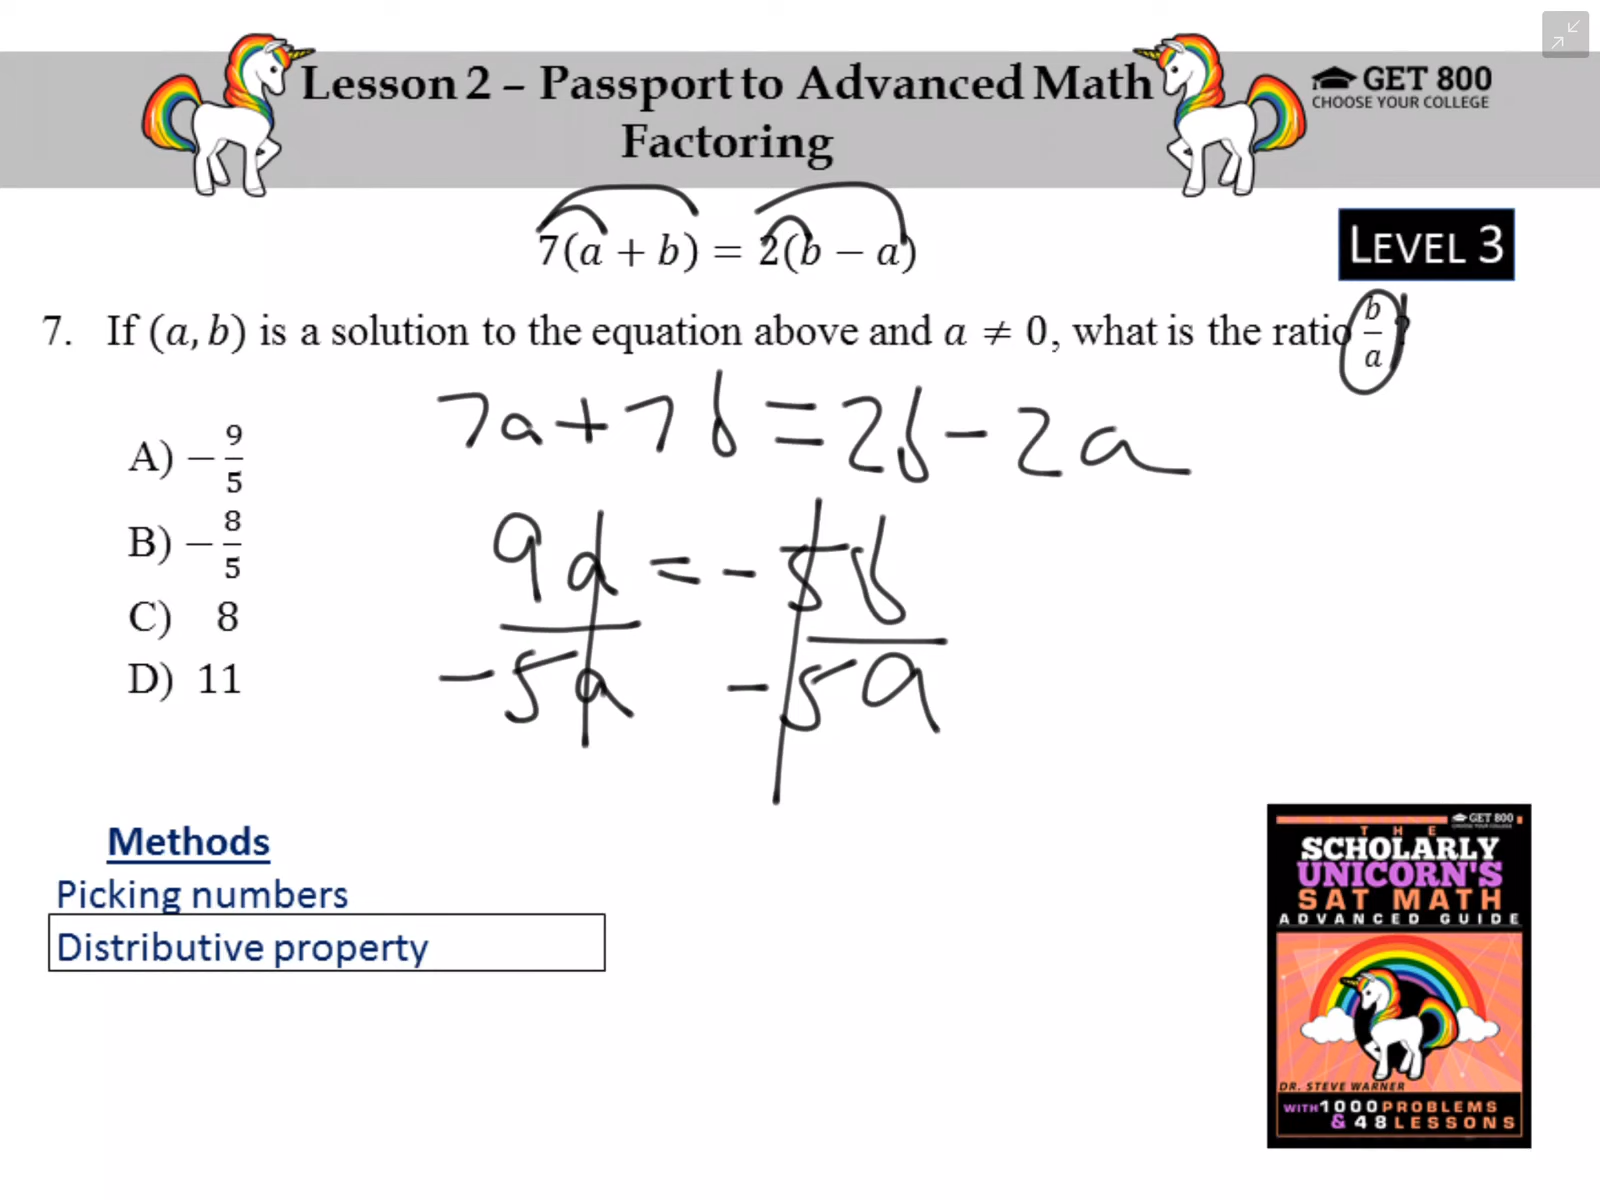 Lesson 2 – Passport to Advanced Math
Factoring
GET 800
CHOOSE YOUR COLLEGE
7(a + b) = 2(b − a)
LEVEL 3
7. If (a, b) is a solution to the equation above and a ≠ 0, what is the ratio b/a ?
7a + 7b = 2b − 2a
A) − 9/5
B) − 8/5
C) 8
D) 11
9a = −5b
−5a −5a
Methods
Picking numbers
Distributive property
GET 800
CHOOSE YOUR COLLEGE
THE
SCHOLARLY
UNICORN'S
SAT MATH
ADVANCED GUIDE
DR. STEVE WARNER
WITH 1000 PROBLEMS
& 48 LESSONS